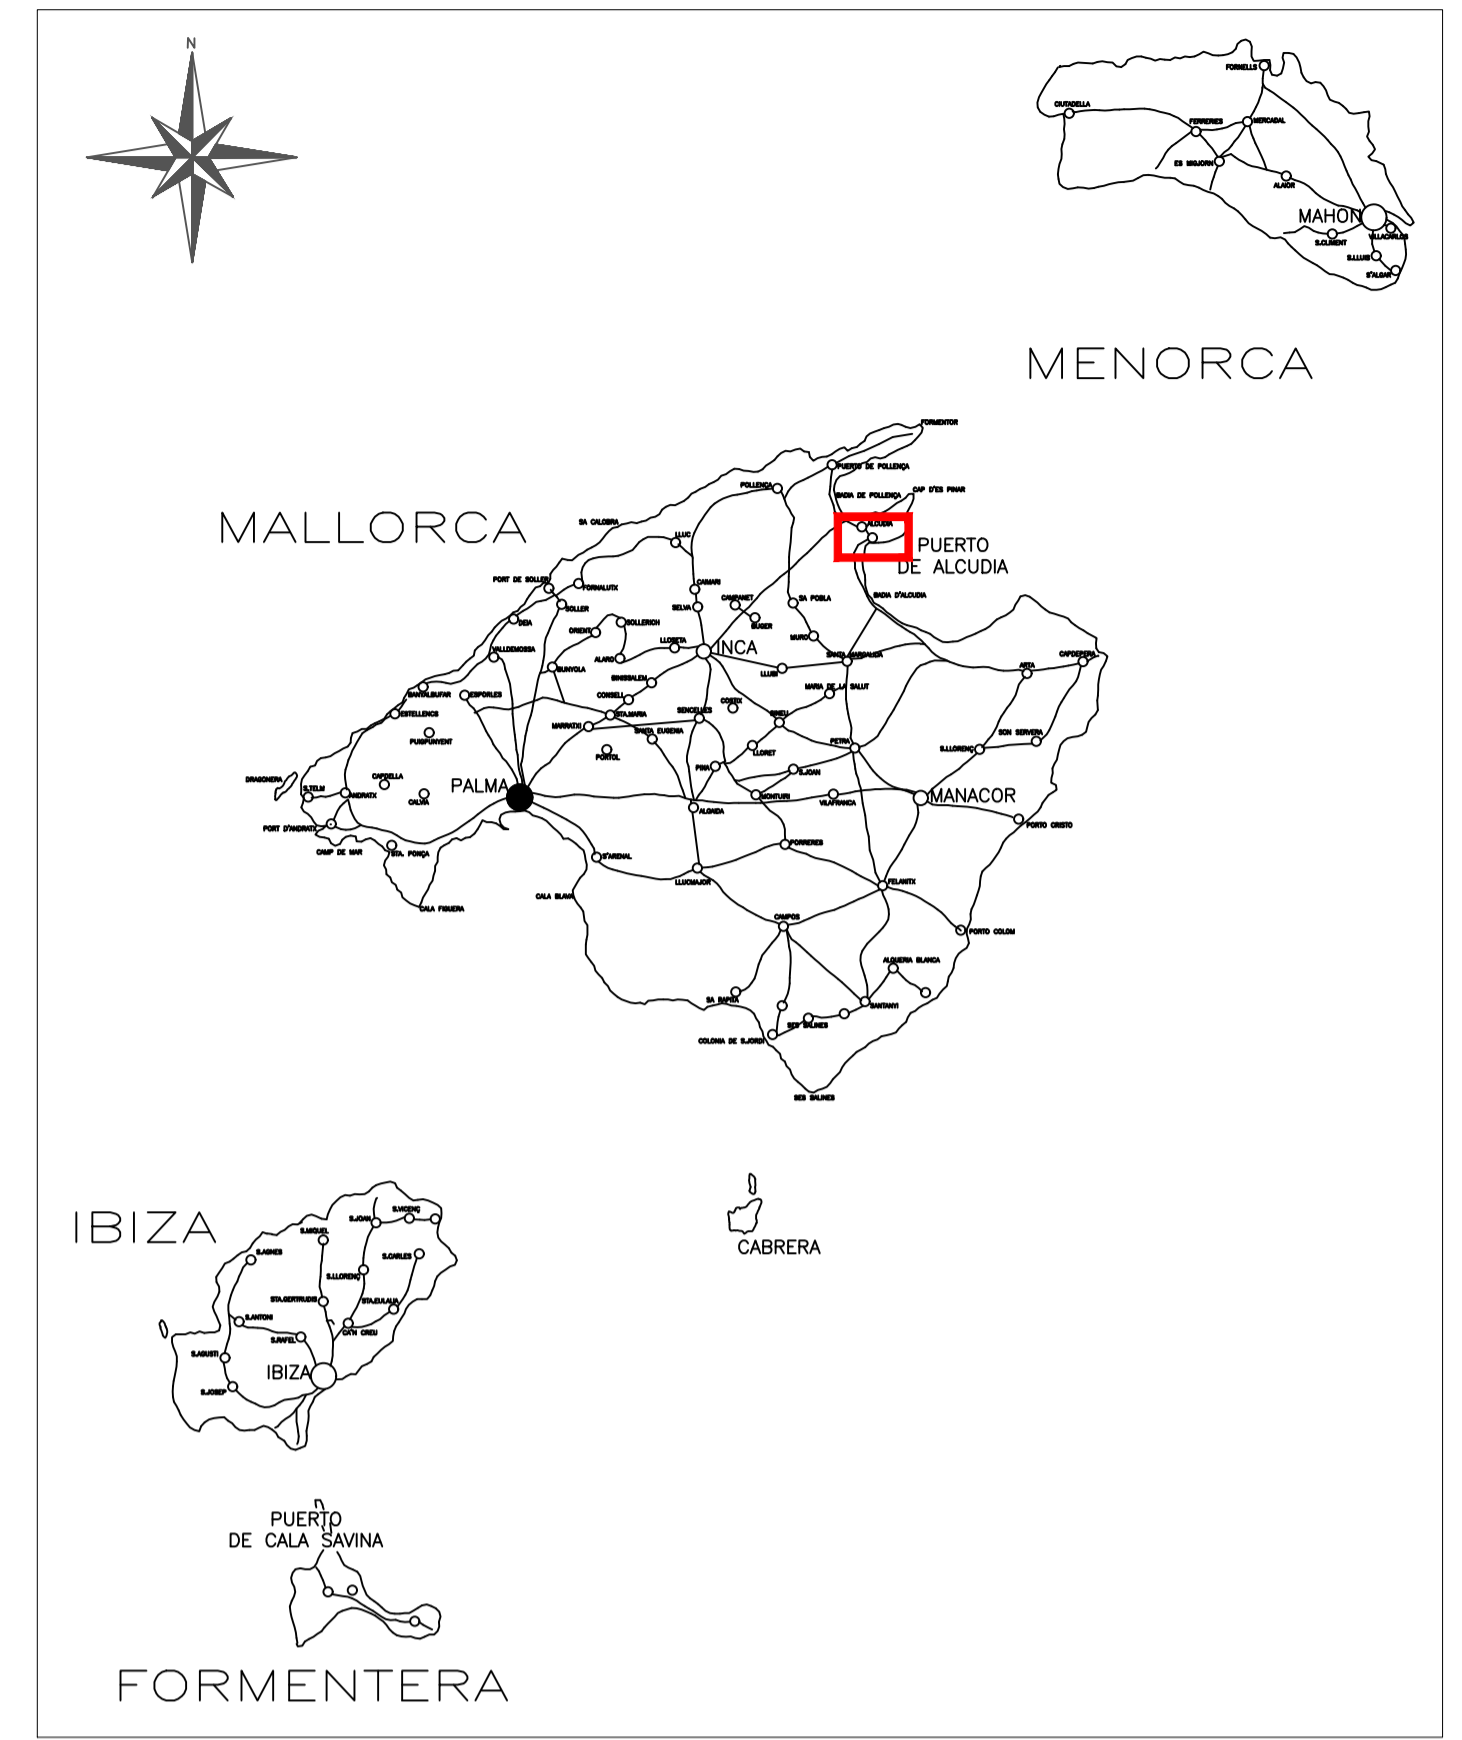 N
FORNELLS
CIUTADELLA
FERRERIES
MERCADAL
ES MIGJORN
ALAIOR
MAHON
VILLACARLOS
S.CLIMENT
S.LLUIS
S'ALGAR
MENORCA
FORMENTOR
PUERTO DE POLLENÇA
POLLENÇA
BADIA DE POLLENÇA
CAP D'ES PINAR
MALLORCA
SA CALOBRA
ALCUDIA
LLUC
PUERTO
DE ALCUDIA
PORT DE SOLLER
FORNALUTX
CAIMARI
BADIA D'ALCUDIA
CAMPANET
SA POBLA
SOLLER
SELVA
DEIA
SOLLERICH
BUGER
ORIENT
MURO
LLOSETA
INCA
VALLDEMOSSA
ALARO
SANTA MARGALIDA
CAPDEPERA
BUNYOLA
LLUBI
ARTA
BINISSALEM
MARIA DE LA SALUT
BANYALBUFAR
ESPORLES
CONSELL
COSTIX
SENCELLES
ESTELLENCS
STA.MARIA
SINEU
MARRATXI
SANTA EUGENIA
SON SERVERA
PUIGPUNYENT
PETRA
S.LLORENÇ
LLORET
PORTOL
PINA
S.JOAN
DRAGONERA
CAPDELLA
S.TELM
PALMA
ANDRATX
CALVIA
MONTUIRI
MANACOR
VILAFRANCA
ALGAIDA
PORTO CRISTO
PORT D'ANDRATX
PORRERES
CAMP DE MAR
STA. PONÇA
S'ARENAL
LLUCMAJOR
FELANITX
CALA BLAVA
CALA FIGUERA
CAMPOS
PORTO COLOM
ALQUERIA BLANCA
SA RAPITA
SANTANYI
SES SALINES
COLONIA DE S.JORDI
SES SALINES
CABRERA
IBIZA
S.VICENÇ
S.JOAN
S.MIQUEL
S.AGNES
S.CARLES
S.LLORENÇ
STA.GERTRUDIS
STA.EULALIA
S.ANTONI
CA'N CREU
S.RAFEL
S.AGUSTI
IBIZA
S.JOSEP
PUERTO
DE CALA SAVINA
FORMENTERA